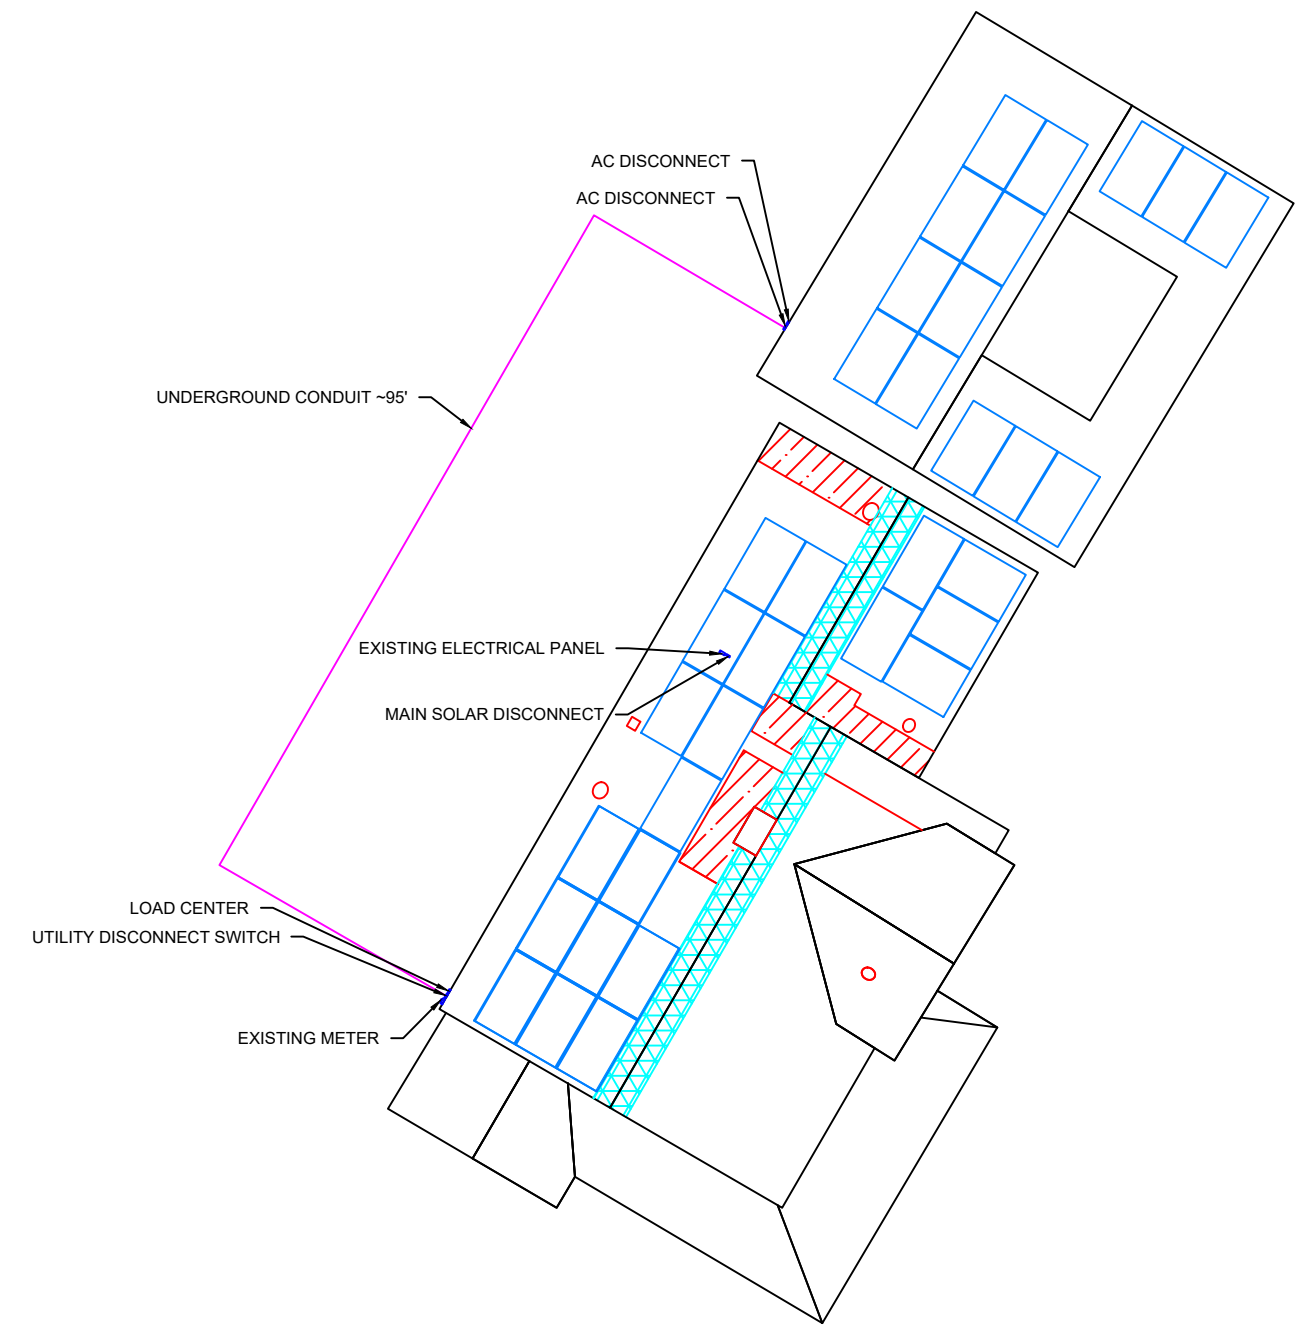 AC DISCONNECT
AC DISCONNECT
UNDERGROUND CONDUIT ~95'
EXISTING ELECTRICAL PANEL
MAIN SOLAR DISCONNECT
LOAD CENTER
UTILITY DISCONNECT SWITCH
EXISTING METER